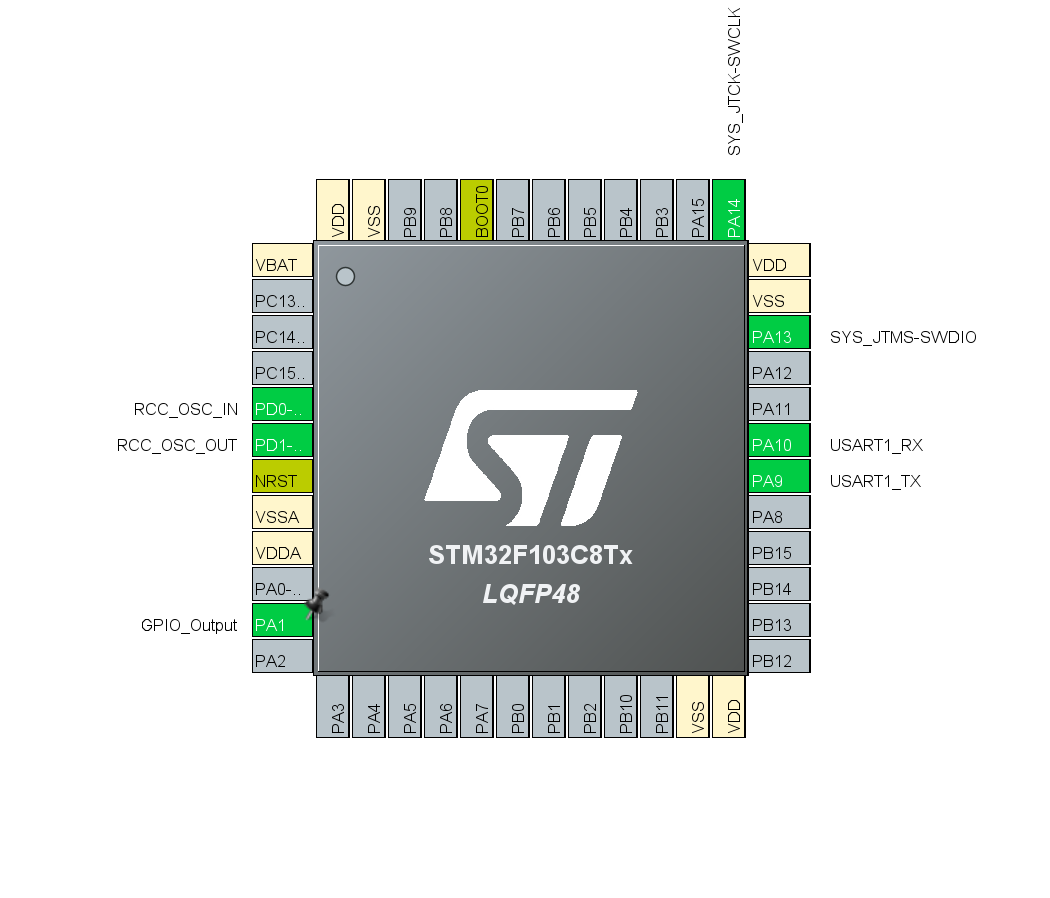 SYS_JTCK-SWCLK
VDD
VSS
PB9
PB8
BOOT0
PB7
PB6
PB5
PB4
PB3
PA15
PA14
VBAT
PC13..
PC14..
PC15..
RCC_OSC_IN PD0-..
RCC_OSC_OUT PD1-..
NRST
VSSA
VDDA
PA0-..
GPIO_Output PA1
PA2
ST
STM32F103C8Tx
LQFP48
VDD
VSS
PA13 SYS_JTMS-SWDIO
PA12
PA11
PA10 USART1_RX
PA9 USART1_TX
PA8
PB15
PB14
PB13
PB12
PA3
PA4
PA5
PA6
PA7
PB0
PB1
PB2
PB10
PB11
VSS
VDD